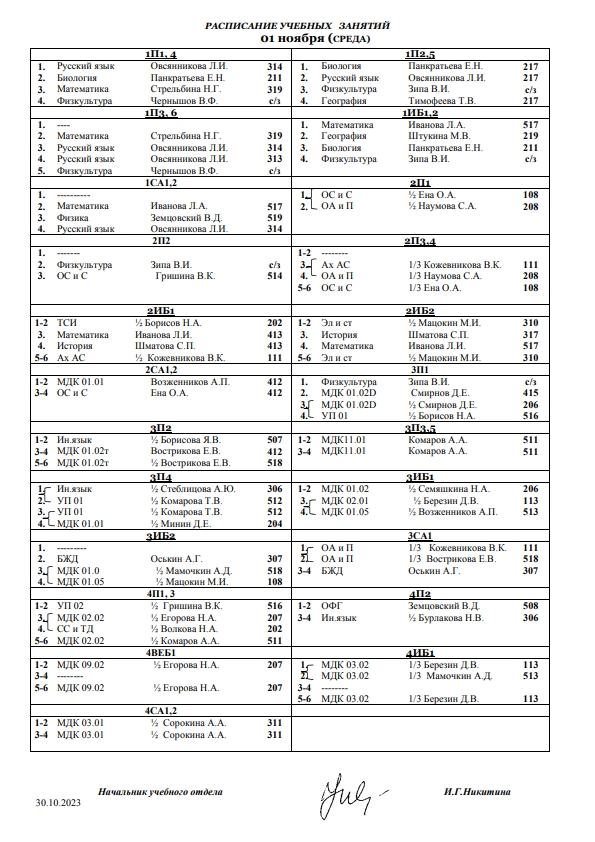 РАСПИСАНИЕ УЧЕБНЫХ ЗАНЯТИЙ
01 ноября (СРЕДА)
1П1, 4
1. Русский язык Овсянникова Л.И. 314
2. Биология Панкратьева Е.Н. 211
3. Математика Стрельбина Н.Г. 319
4. Физкультура Чернышов В.Ф. с/з
1П2,5
1. Биология Панкратьева Е.Н. 217
2. Русский язык Овсянникова Л.И. 217
3. Физкультура Зипа В.И. с/з
4. География Тимофеева Т.В. 217
1П3, 6
1. ----
2. Математика Стрельбина Н.Г. 319
3. Русский язык Овсянникова Л.И. 314
4. Русский язык Овсянникова Л.И. 313
5. Физкультура Чернышов В.Ф. с/з
1ИБ1,2
1. Математика Иванова Л.А. 517
2. География Штукина М.В. 219
3. Биология Панкратьева Е.Н. 211
4. Физкультура Зипа В.И. с/з
1СА1,2
1. ----------
2. Математика Иванова Л.А. 517
3. Физика Земцовский В.Д. 519
4. Русский язык Овсянникова Л.И. 314
2П1
1. ОС и С ½ Ена О.А. 108
2. ОА и П ½ Наумова С.А. 208
2П2
1. -------
2. Физкультура Зипа В.И. с/з
3. ОС и С Гришина В.К. 514
2П3,4
1-2 --------
3. Ах АС 1/3 Кожевникова В.К. 111
4. ОА и П 1/3 Наумова С.А. 208
5-6 ОС и С 1/3 Ена О.А. 108
2ИБ1
1-2 ТСИ ½ Борисов Н.А. 202
3. Математика Иванова Л.И. 413
4. История Шматова С.П. 413
5-6 Ах АС ½ Кожевникова В.К. 111
2ИБ2
1-2 Эл и ст ½ Мацокин М.И. 310
3. История Шматова С.П. 317
4. Математика Иванова Л.И. 517
5-6 Эл и ст ½ Мацокин М.И. 310
2СА1,2
1-2 МДК 01.01 Возженников А.П. 412
3-4 ОС и С Ена О.А. 412
3П1
1. Физкультура Зипа В.И. с/з
2. МДК 01.02D Смирнов Д.Е. 415
3. МДК 01.02D ½ Смирнов Д.Е. 206
4. УП 01 ½ Борисов Н.А. 516
3П2
1-2 Ин.язык ½ Борисова Я.В. 507
3-4 МДК 01.02т Вострикова Е.В. 412
5-6 МДК 01.02т ½ Вострикова Е.В. 518
3П3,5
1-2 МДК11.01 Комаров А.А. 511
3-4 МДК11.01 Комаров А.А. 511
3П4
1. Ин.язык ½ Стеблицова А.Ю. 306
2. УП 01 ½ Комарова Т.В. 512
3. УП 01 ½ Комарова Т.В. 512
4. МДК 01.01 ½ Минин Д.Е. 204
3ИБ1
1-2 МДК 01.02 ½ Семяшкина Н.А. 206
3. МДК 02.01 ½ Березин Д.В. 113
4. МДК 01.05 ½ Возженников А.П. 513
3ИБ2
1. --------
2. БЖД Оськин А.Г. 307
3. МДК 01.0 ½ Мамочкин А.Д. 518
4. МДК 01.05 ½ Мацокин М.И. 108
3СА1
1. ОА и П 1/3 Кожевникова В.К. 111
2. ОА и П 1/3 Вострикова Е.В. 518
3-4 БЖД Оськин А.Г. 307
4П1, 3
1-2 УП 02 ½ Гришина В.К. 516
3. МДК 02.02 ½ Егорова Н.А. 207
4. СС и ТД ½ Волкова Н.А. 202
5-6 МДК 02.02 ½ Комаров А.А. 511
4П2
1-2 ОФГ Земцовский В.Д. 508
3-4 Ин.язык ½ Бурлакова Н.В. 306
4ВЕБ1
1-2 МДК 09.02 ½ Егорова Н.А. 207
3-4 --------
5-6 МДК 09.02 ½ Егорова Н.А. 207
4ИБ1
1. МДК 03.02 1/3 Березин Д.В. 113
2. МДК 03.02 1/3 Мамочкин А.Д. 513
3-4 --------
5-6 МДК 03.02 1/3 Березин Д.В. 113
4СА1,2
1-2 МДК 03.01 ½ Сорокина А.А. 311
3-4 МДК 03.01 ½ Сорокина А.А. 311
Начальник учебного отдела И.Г.Никитина
30.10.2023